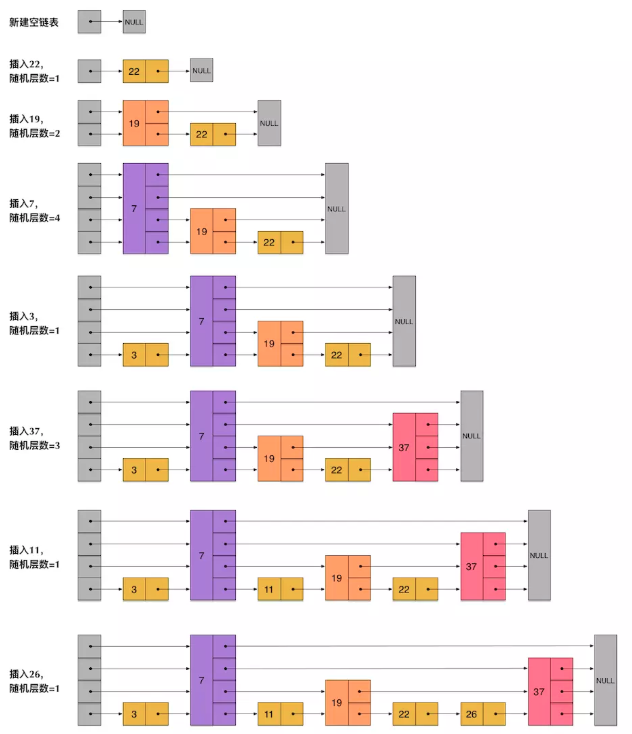 新建空链表
NULL
插入22,
随机层数=1
22
NULL
插入19,
随机层数=2
19
22
NULL
插入7,
随机层数=4
7
19
22
NULL
插入3,
随机层数=1
3
7
19
22
NULL
插入37,
随机层数=3
3
7
19
22
37
NULL
插入11,
随机层数=1
3
7
11
19
22
37
NULL
插入26,
随机层数=1
3
7
11
19
22
26
37
NULL